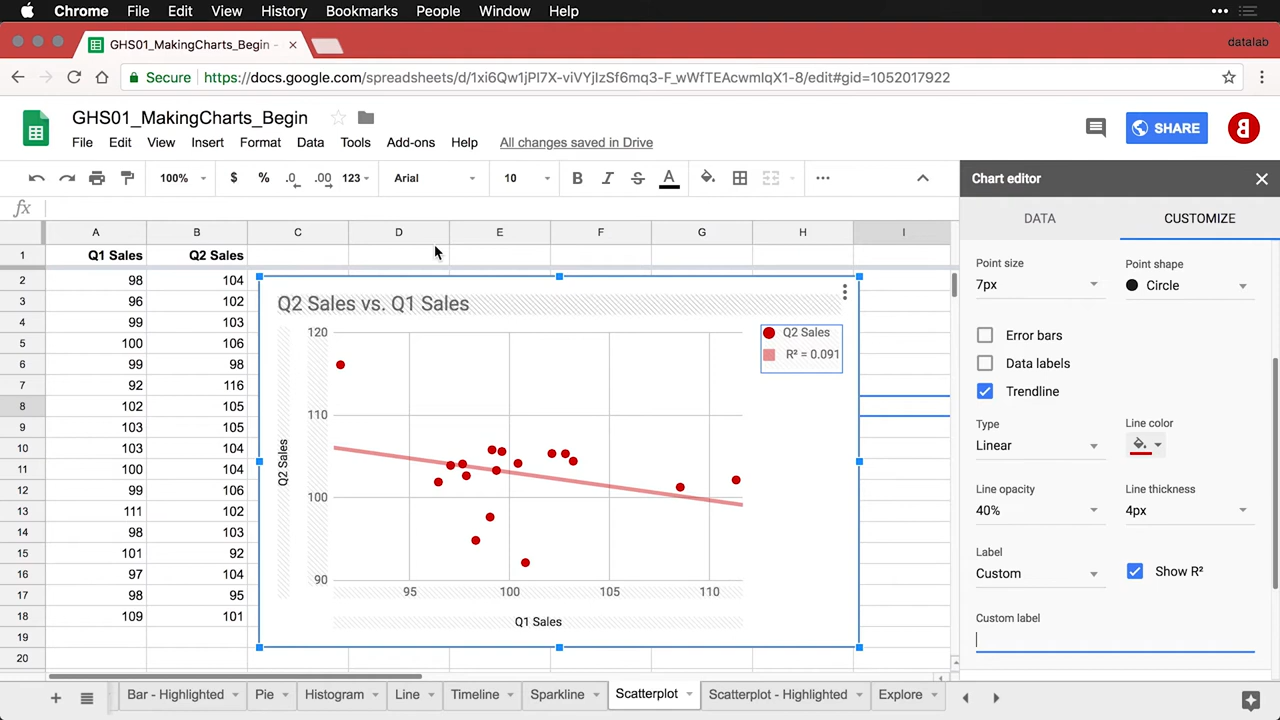 Chrome File Edit View History Bookmarks People Window Help
GHS01_MakingCharts_Begin -
datalab
Secure https://docs.google.com/spreadsheets/d/1xi6Qw1jPl7X-viVYjIzSf6mq3-F_wWfTEAcwmIqX1-8/edit#gid=1052017922
GHS01_MakingCharts_Begin
SHARE
File Edit View Insert Format Data Tools Add-ons Help All changes saved in Drive
100% $ % .0 .00 123 Arial 10 B I S A
fx
A B C D E F G H I
1 Q1 Sales Q2 Sales
2 98 104
3 96 102
4 99 103
5 100 106
6 99 98
7 92 116
8 102 105
9 103 105
10 103 104
11 100 104
12 99 106
13 111 102
14 98 103
15 101 92
16 97 104
17 98 95
18 109 101
19
20
Q2 Sales vs. Q1 Sales
Q2 Sales
R² = 0.091
120
110
100
90
Q2 Sales
95 100 105 110
Q1 Sales
Chart editor
DATA CUSTOMIZE
Point size Point shape
7px Circle
Error bars
Data labels
Trendline
Type Line color
Linear
Line opacity Line thickness
40% 4px
Label
Custom Show R²
Custom label
Bar - Highlighted Pie Histogram Line Timeline Sparkline Scatterplot Scatterplot - Highlighted Explore